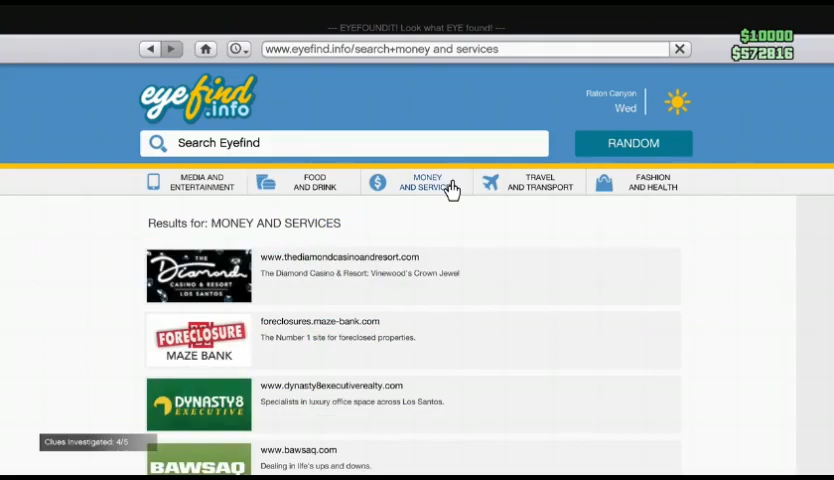 — EYEFOUNDIT! Look what EYE found! —
www.eyefind.info/search+money and services
$10000
$572816
eyefind
.info
Raton Canyon
Wed
Search Eyefind
RANDOM
MEDIA AND
ENTERTAINMENT
FOOD
AND DRINK
MONEY
AND SERVIC
TRAVEL
AND TRANSPORT
FASHION
AND HEALTH
Results for: MONEY AND SERVICES
THE
Diamond
CASINO & RESORT
LOS SANTOS
www.thediamondcasinoandresort.com
The Diamond Casino & Resort: Vinewood's Crown Jewel
FORECLOSURE
MAZE BANK
foreclosures.maze-bank.com
The Number 1 site for foreclosed properties.
DYNASTY8
EXECUTIVE
www.dynasty8executiverealty.com
Specialists in luxury office space across Los Santos.
Clues investigated: 4/5
BAWSAQ
www.bawsaq.com
Dealing in life's ups and downs.